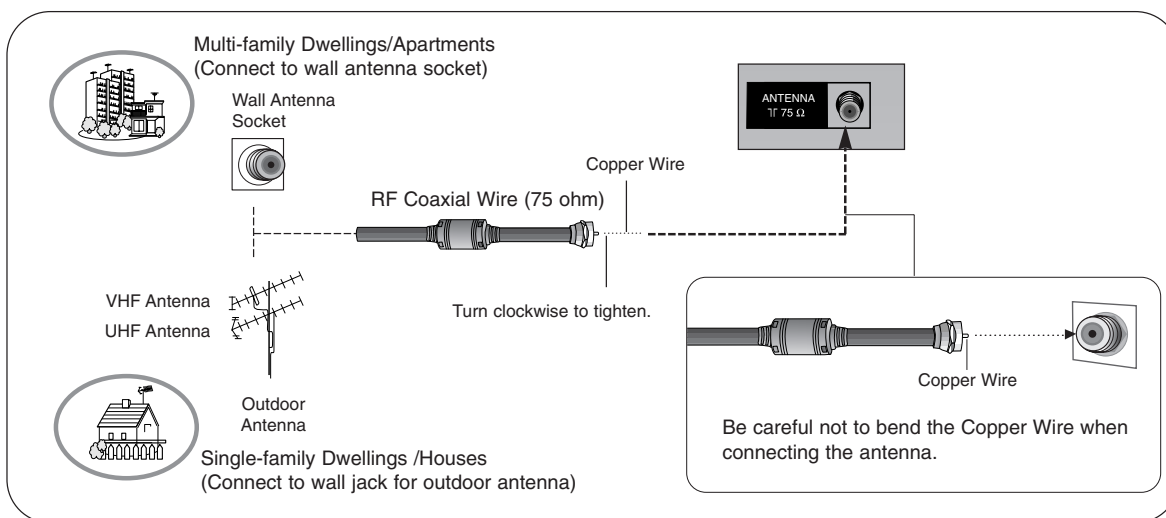 Multi-family Dwellings/Apartments
(Connect to wall antenna socket)
Wall Antenna
Socket
ANTENNA
75 Ω
Copper Wire
RF Coaxial Wire (75 ohm)
VHF Antenna
UHF Antenna
Turn clockwise to tighten.
Copper Wire
Outdoor
Antenna
Be careful not to bend the Copper Wire when
connecting the antenna.
Single-family Dwellings /Houses
(Connect to wall jack for outdoor antenna)